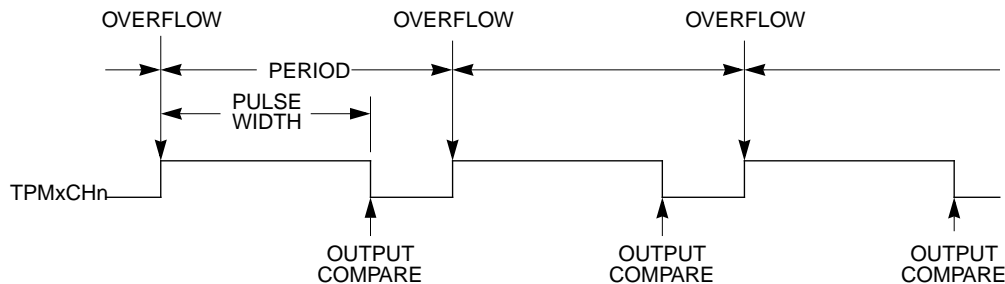 OVERFLOW
OVERFLOW
OVERFLOW
PERIOD
PULSE
WIDTH
TPMxCHn
OUTPUT
COMPARE
OUTPUT
COMPARE
OUTPUT
COMPARE